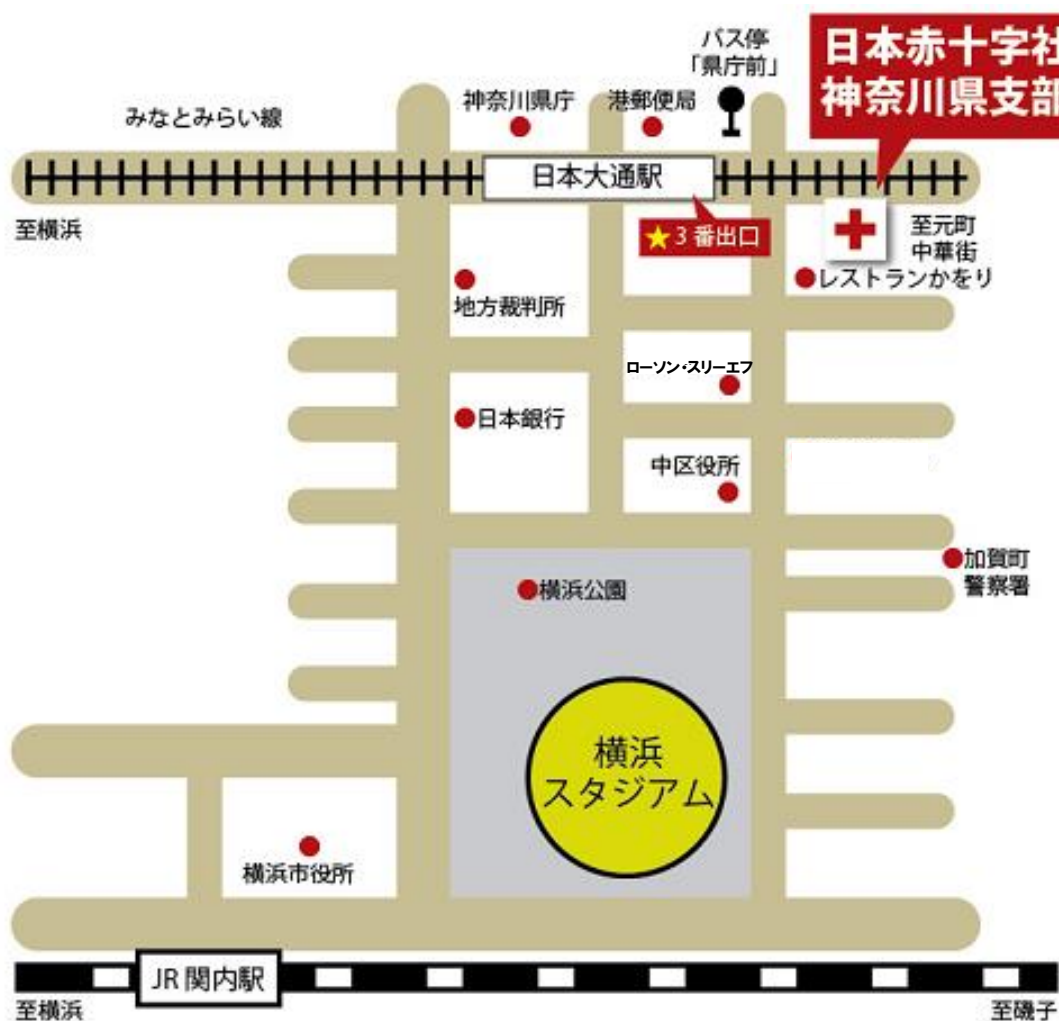 バス停
「県庁前」
日本赤十字社
神奈川県支部
みなとみらい線
神奈川県庁
港郵便局
日本大通駅
至横浜
★3番出口
至元町
中華街
レストランかをり
地方裁判所
ローソン・スリーエフ
日本銀行
中区役所
加賀町
警察署
横浜公園
横浜
スタジアム
横浜市役所
JR関内駅
至横浜
至磯子